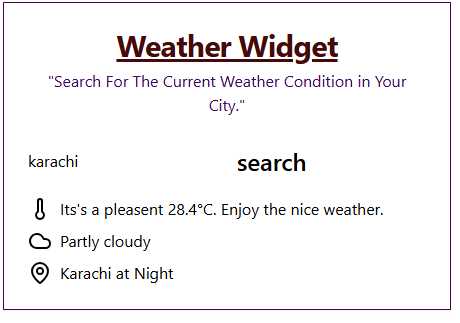 Weather Widget
"Search For The Current Weather Condition in Your
City."
karachi search
Its's a pleasent 28.4°C. Enjoy the nice weather.
Partly cloudy
Karachi at Night